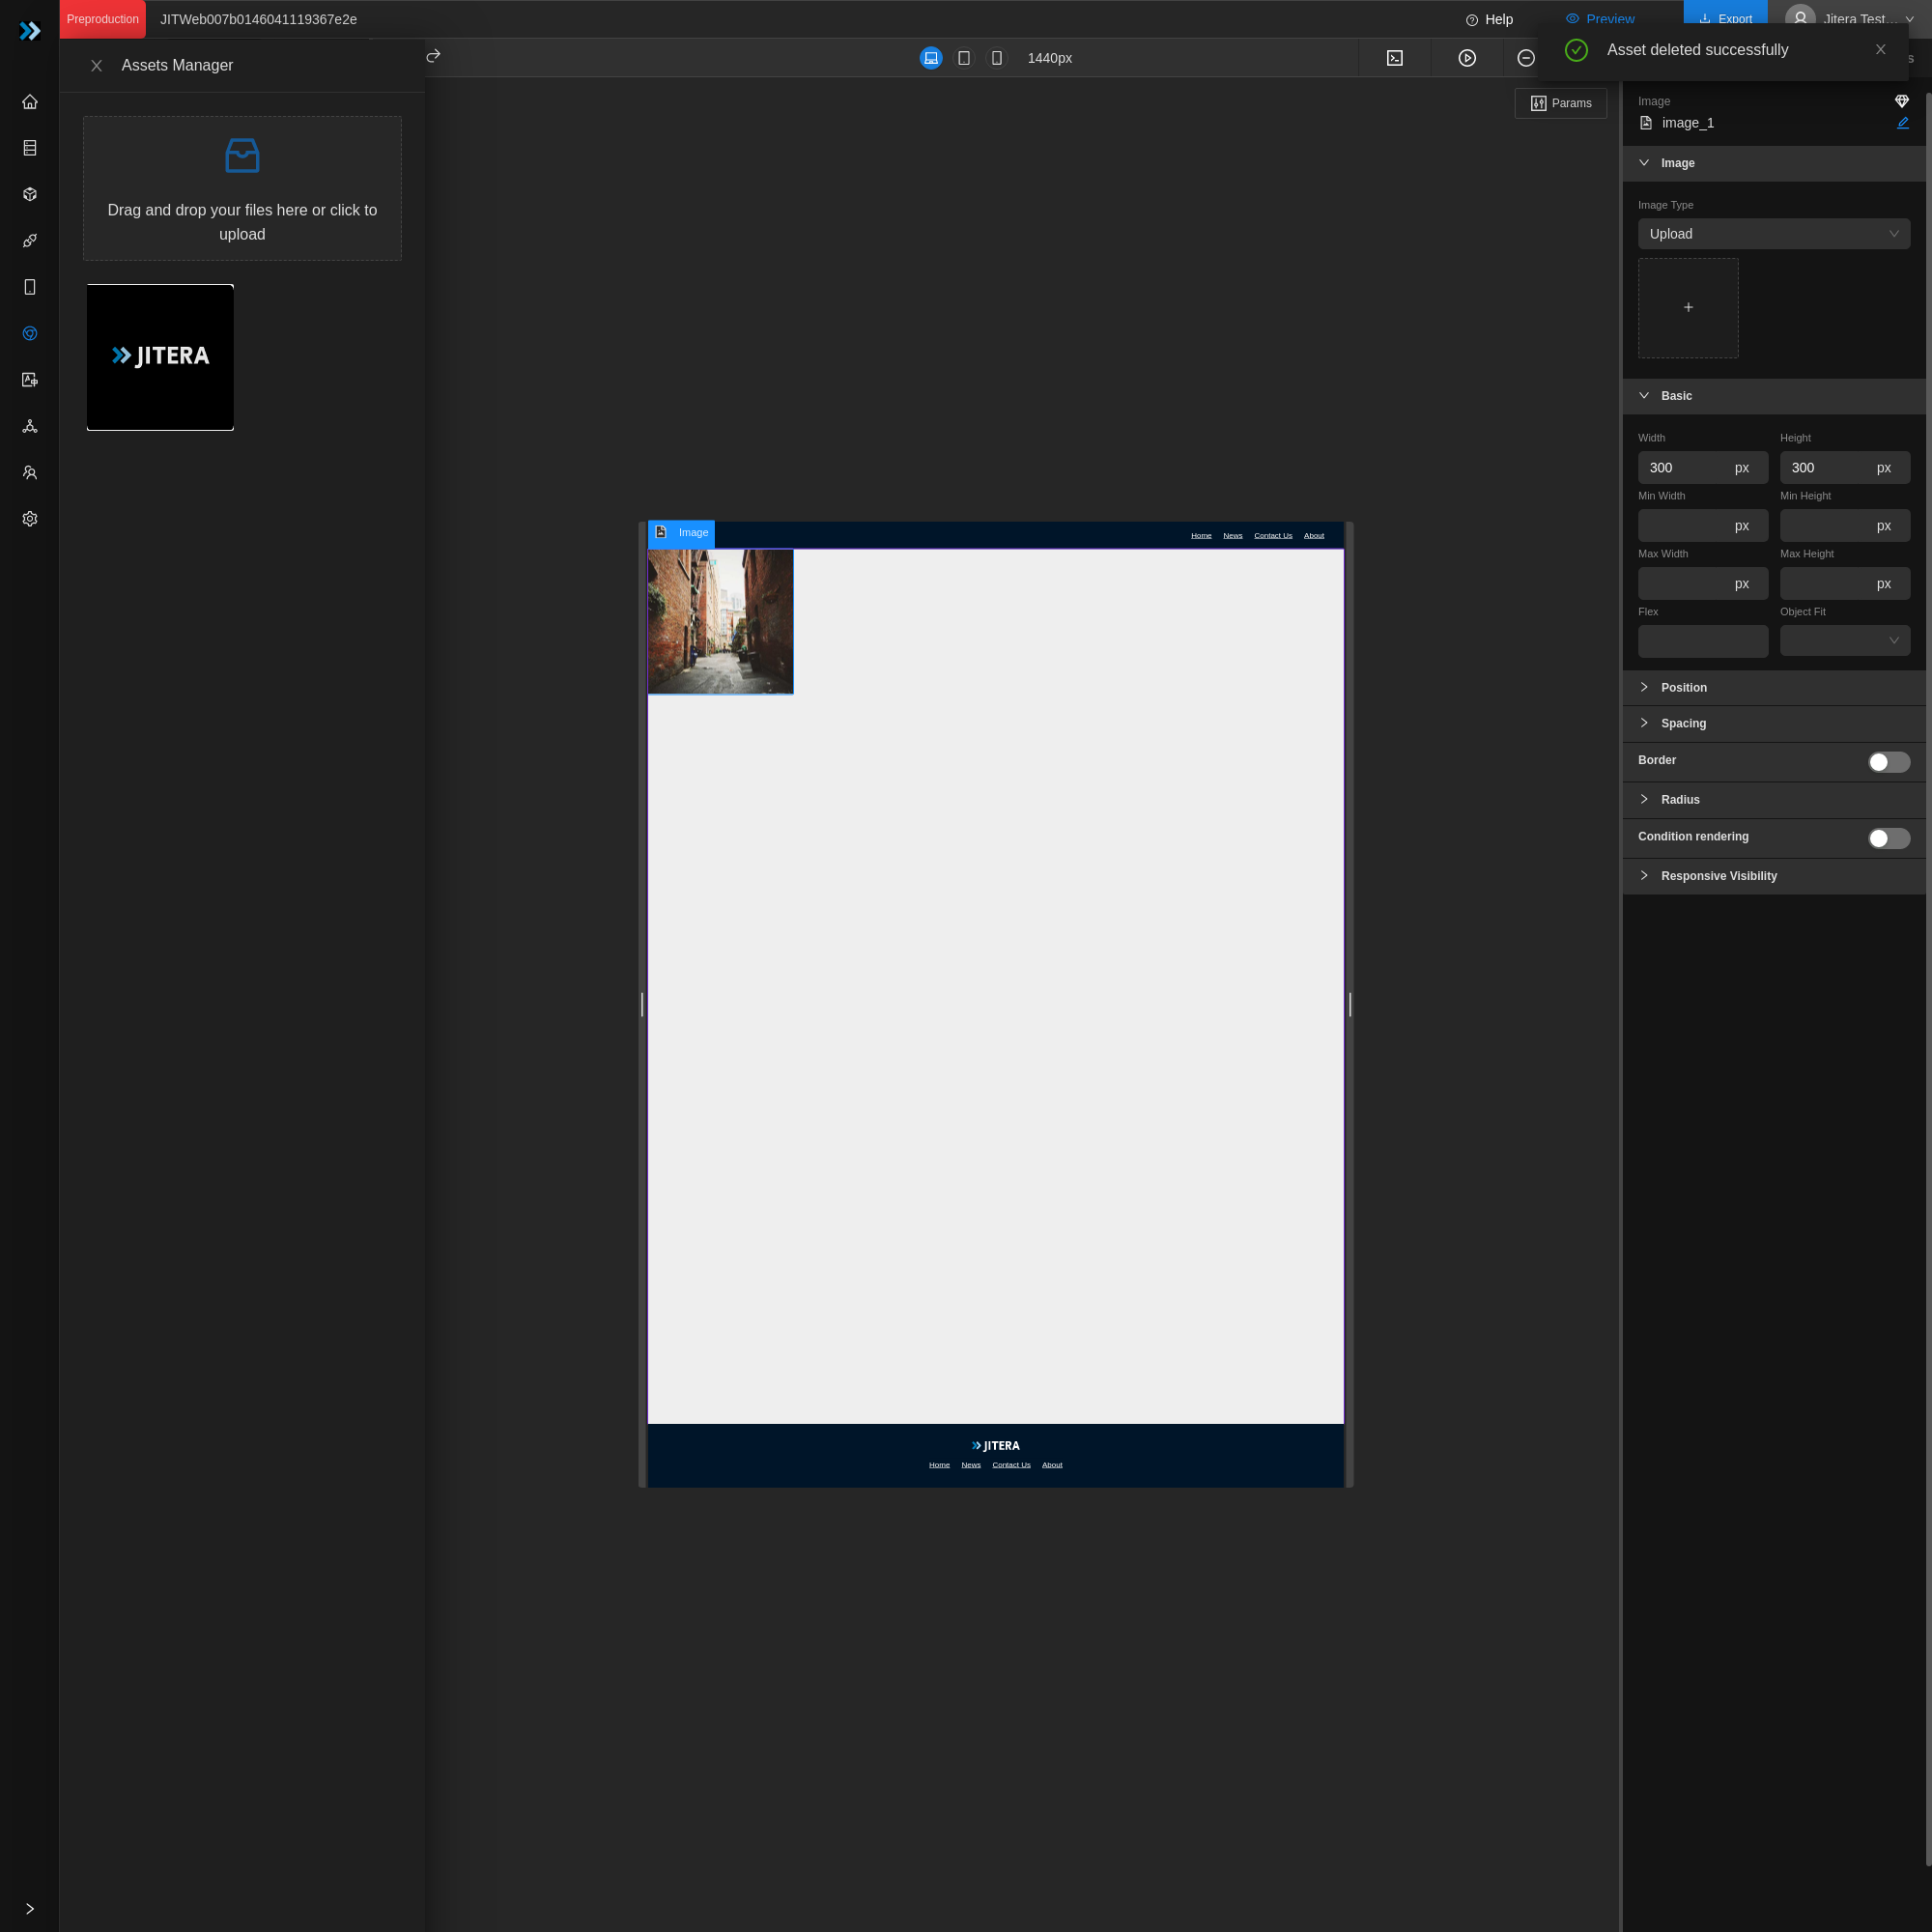 Preproduction
JITWeb007b0146041119367e2e
Help
Preview
Export
Jitera Test...
Asset deleted successfully
Assets Manager
1440px
s
Drag and drop your files here or click to
upload
JITERA
Params
Image
image_1
Image
Image Type
Upload
Basic
Width
Height
300
px
300
px
Min Width
Min Height
px
px
Max Width
Max Height
px
px
Flex
Object Fit
Position
Spacing
Border
Radius
Condition rendering
Responsive Visibility
Image
Home
News
Contact Us
About
JITERA
Home
News
Contact Us
About